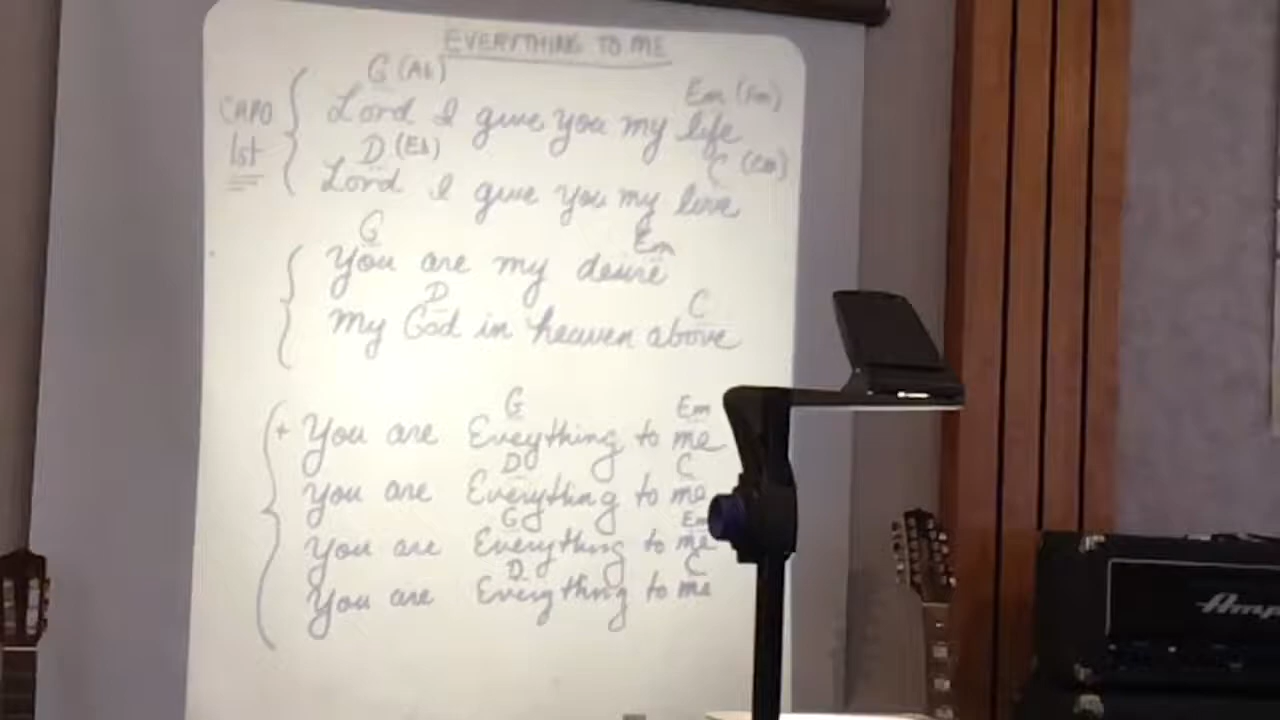 EVERYTHING TO ME
G (Ab)
Em (Fm)
CAPO 1st
Lord I give you my life
D (Eb)
C (Cm)
Lord I give you my love
G
Em
You are my desire
D
C
My God in heaven above
G
Em
+ You are Eveything to me
D
C
You are Everything to me
G
Em
You are Everything to me
D
C
You are Everything to me
Amp